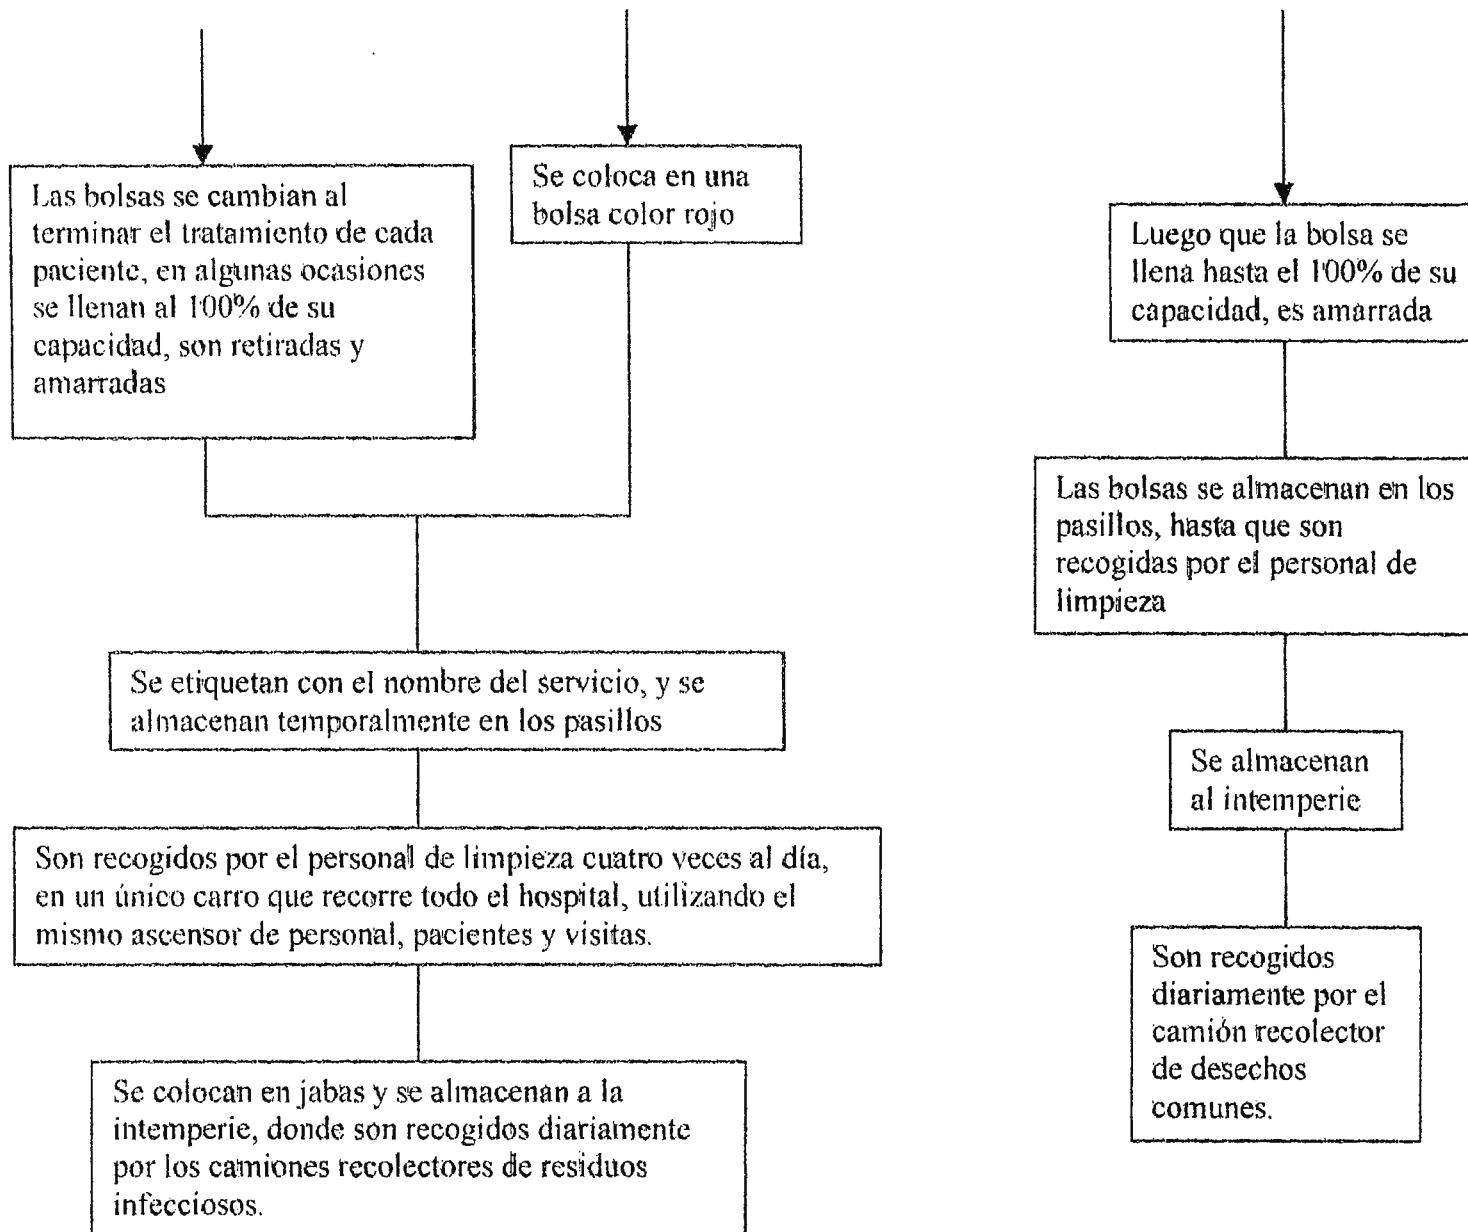 Las bolsas se cambian al
terminar el tratamiento de cada
paciente, en algunas ocasiones
se llenan al 100% de su
capacidad, son retiradas y
amarradas
Se coloca en una
bolsa color rojo
Se etiquetan con el nombre del servicio, y se
almacenan temporalmente en los pasillos
Son recogidos por el personal de limpieza cuatro veces al día,
en un único carro que recorre todo el hospital, utilizando el
mismo ascensor de personal, pacientes y visitas.
Se colocan en jabas y se almacenan a la
intemperie, donde son recogidos diariamente
por los camiones recolectores de residuos
infecciosos.
Luego que la bolsa se
llena hasta el 100% de su
capacidad, es amarrada
Las bolsas se almacenan en los
pasillos, hasta que son
recogidas por el personal de
limpieza
Se almacenan
al intemperie
Son recogidos
diariamente por el
camión recolector
de desechos
comunes.